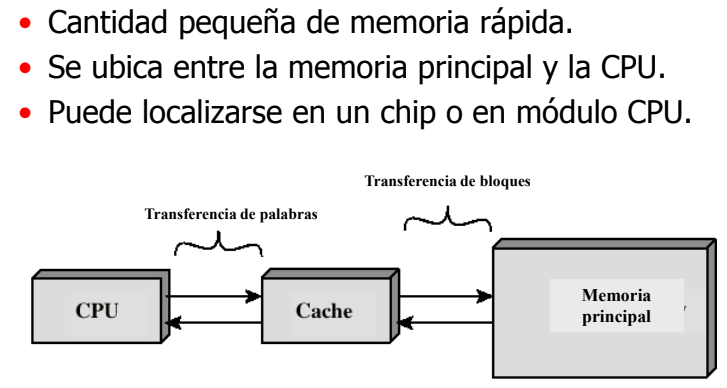 • Cantidad pequeña de memoria rápida.
• Se ubica entre la memoria principal y la CPU.
• Puede localizarse en un chip o en módulo CPU.
Transferencia de bloques
Transferencia de palabras
CPU
Cache
Memoria
principal